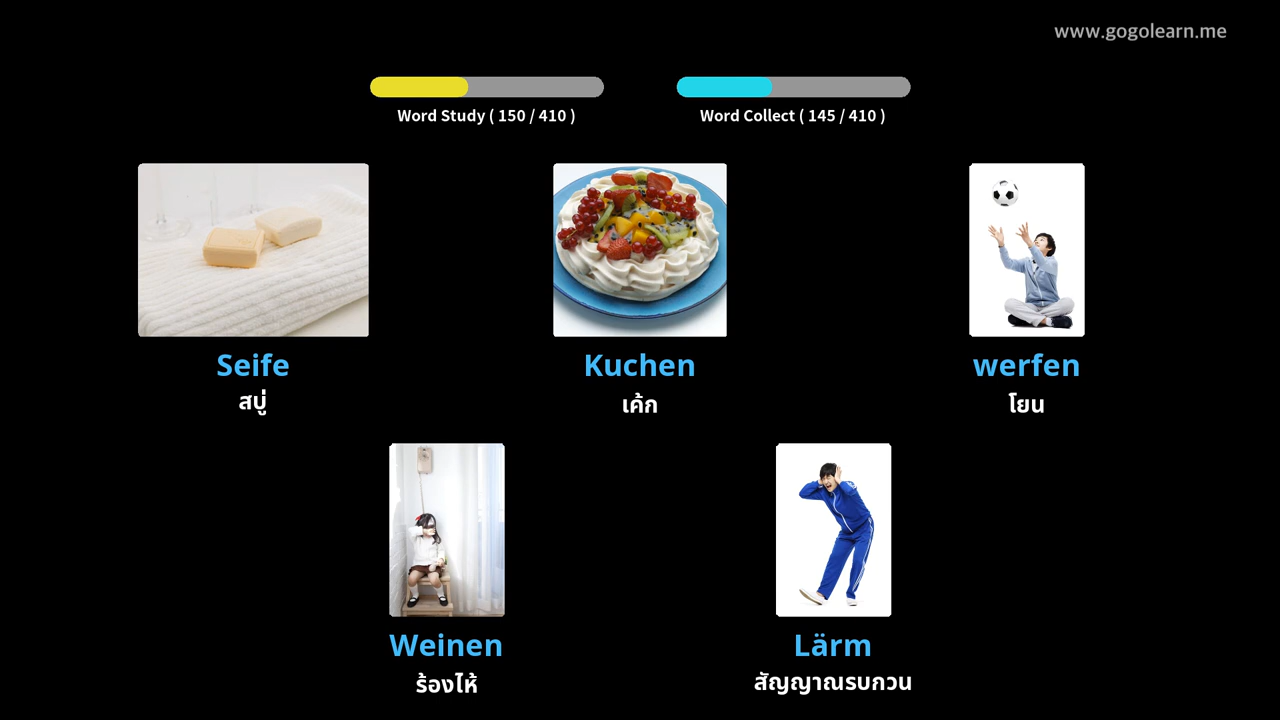 www.gogolearn.me
Word Study ( 150 / 410 )
Word Collect ( 145 / 410 )
Seife
สบู่
Kuchen
เค้ก
werfen
โยน
Weinen
ร้องไห้
Lärm
สัญญาณรบกวน